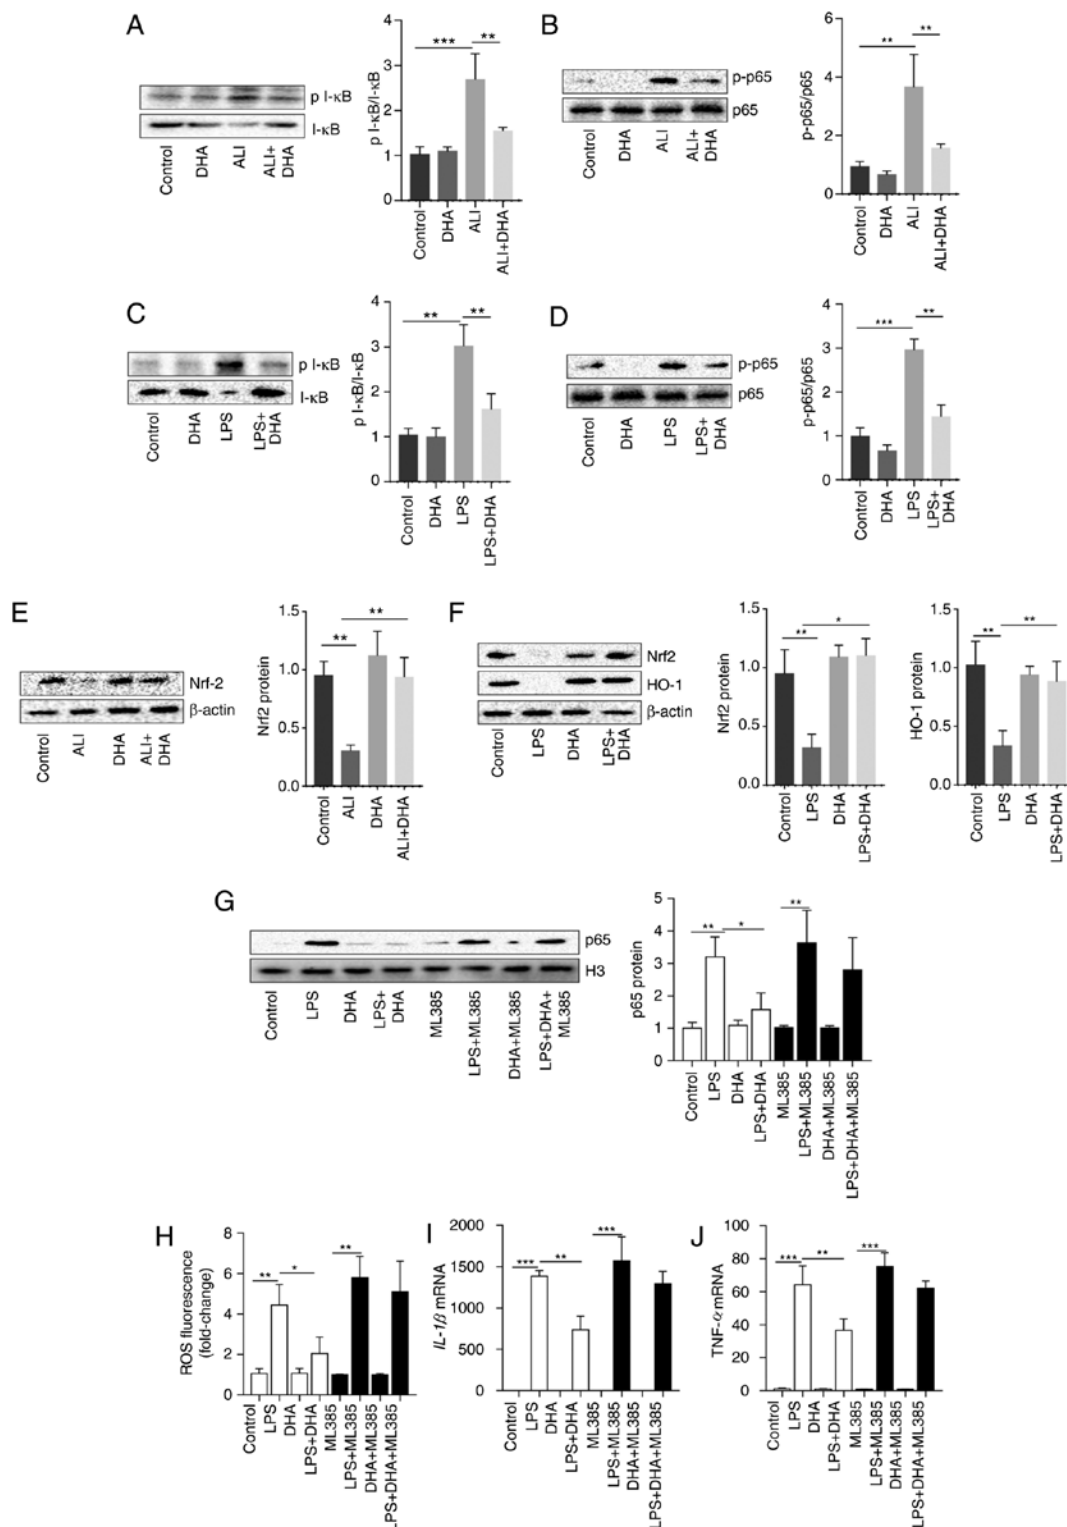 A
p I-κB
I-κB
Control
DHA
ALI
ALI+
DHA
p I-κB/I-κB
4
3
2
1
0
***
**
Control
DHA
ALI
ALI+DHA
B
p-p65
p65
Control
DHA
ALI
ALI+
DHA
p-p65/p65
6
4
2
0
**
**
Control
DHA
ALI
ALI+DHA
C
p I-κB
I-κB
Control
DHA
LPS
LPS+
DHA
p I-κB/I-κB
4
3
2
1
0
**
**
Control
DHA
LPS
LPS+DHA
D
p-p65
p65
Control
DHA
LPS
LPS+
DHA
p-p65/p65
4
3
2
1
0
***
**
Control
DHA
LPS
LPS+
DHA
E
Nrf-2
β-actin
Control
ALI
DHA
ALI+
DHA
Nrf2 protein
1.5
1.0
0.5
0.0
**
**
Control
ALI
DHA
ALI+DHA
F
Nrf2
HO-1
β-actin
Control
LPS
DHA
LPS+
DHA
Nrf2 protein
1.5
1.0
0.5
0.0
**
*
Control
LPS
DHA
LPS+DHA
HO-1 protein
1.5
1.0
0.5
0.0
**
**
Control
LPS
DHA
LPS+DHA
G
p65
H3
Control
LPS
DHA
LPS+
DHA
ML385
LPS+ML385
DHA+ML385
LPS+DHA+
ML385
p65 protein
5
4
3
2
1
0
**
*
**
Control
LPS
DHA
LPS+DHA
ML385
LPS+ML385
DHA+ML385
LPS+DHA+ML385
H
ROS fluorescence
(fold-change)
8
6
4
2
0
**
*
**
Control
LPS
DHA
LPS+DHA
ML385
LPS+ML385
DHA+ML385
LPS+DHA+ML385
I
IL-1β mRNA
2000
1500
1000
500
0
***
**
***
Control
LPS
DHA
LPS+DHA
ML385
LPS+ML385
DHA+ML385
LPS+DHA+ML385
J
TNF-α mRNA
100
80
60
40
20
0
***
**
***
Control
LPS
DHA
LPS+DHA
ML385
LPS+ML385
DHA+ML385
LPS+DHA+ML385